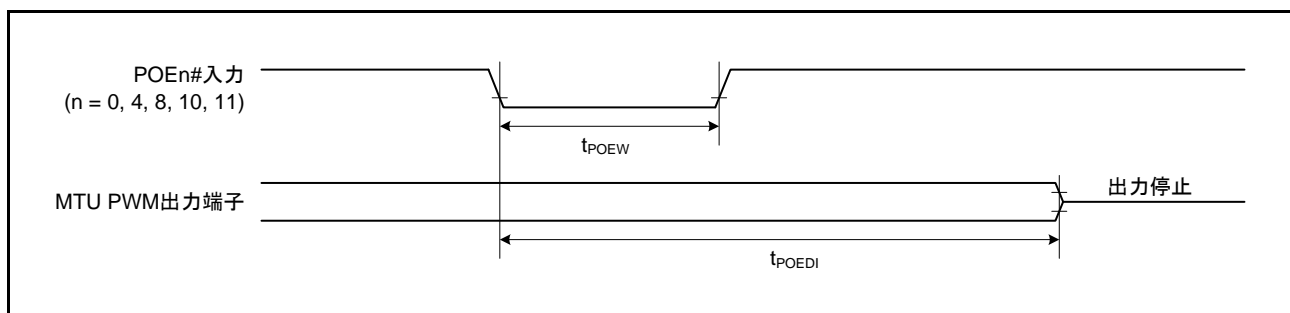 POEn#入力
(n = 0, 4, 8, 10, 11)
tPOEW
MTU PWM出力端子
出力停止
tPOEDI